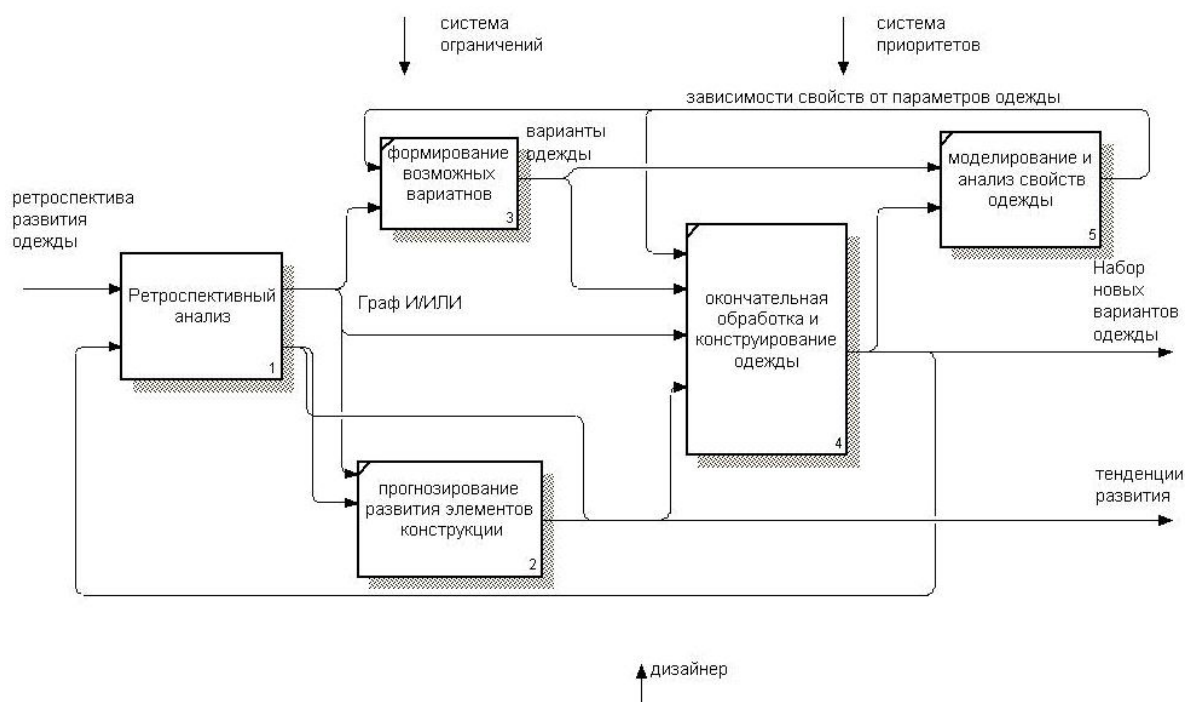 система
ограничений
система
приоритетов
зависимости свойств от параметров одежды
варианты
одежды
формирование
возможных
вариатнов
3
моделирование и
анализ свойств
одежды
5
ретроспектива
развития
одежды
Ретроспективный
анализ
1
Граф И/ИЛИ
окончательная
обработка и
конструирование
одежды
4
Набор
новых
вариантов
одежды
прогнозирование
развития элементов
конструкции
2
тенденции
развития
дизайнер